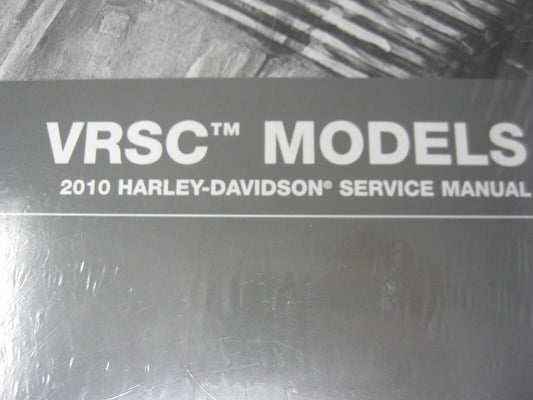 VRSC™ MODELS
2010 HARLEY-DAVIDSON® SERVICE MANUAL